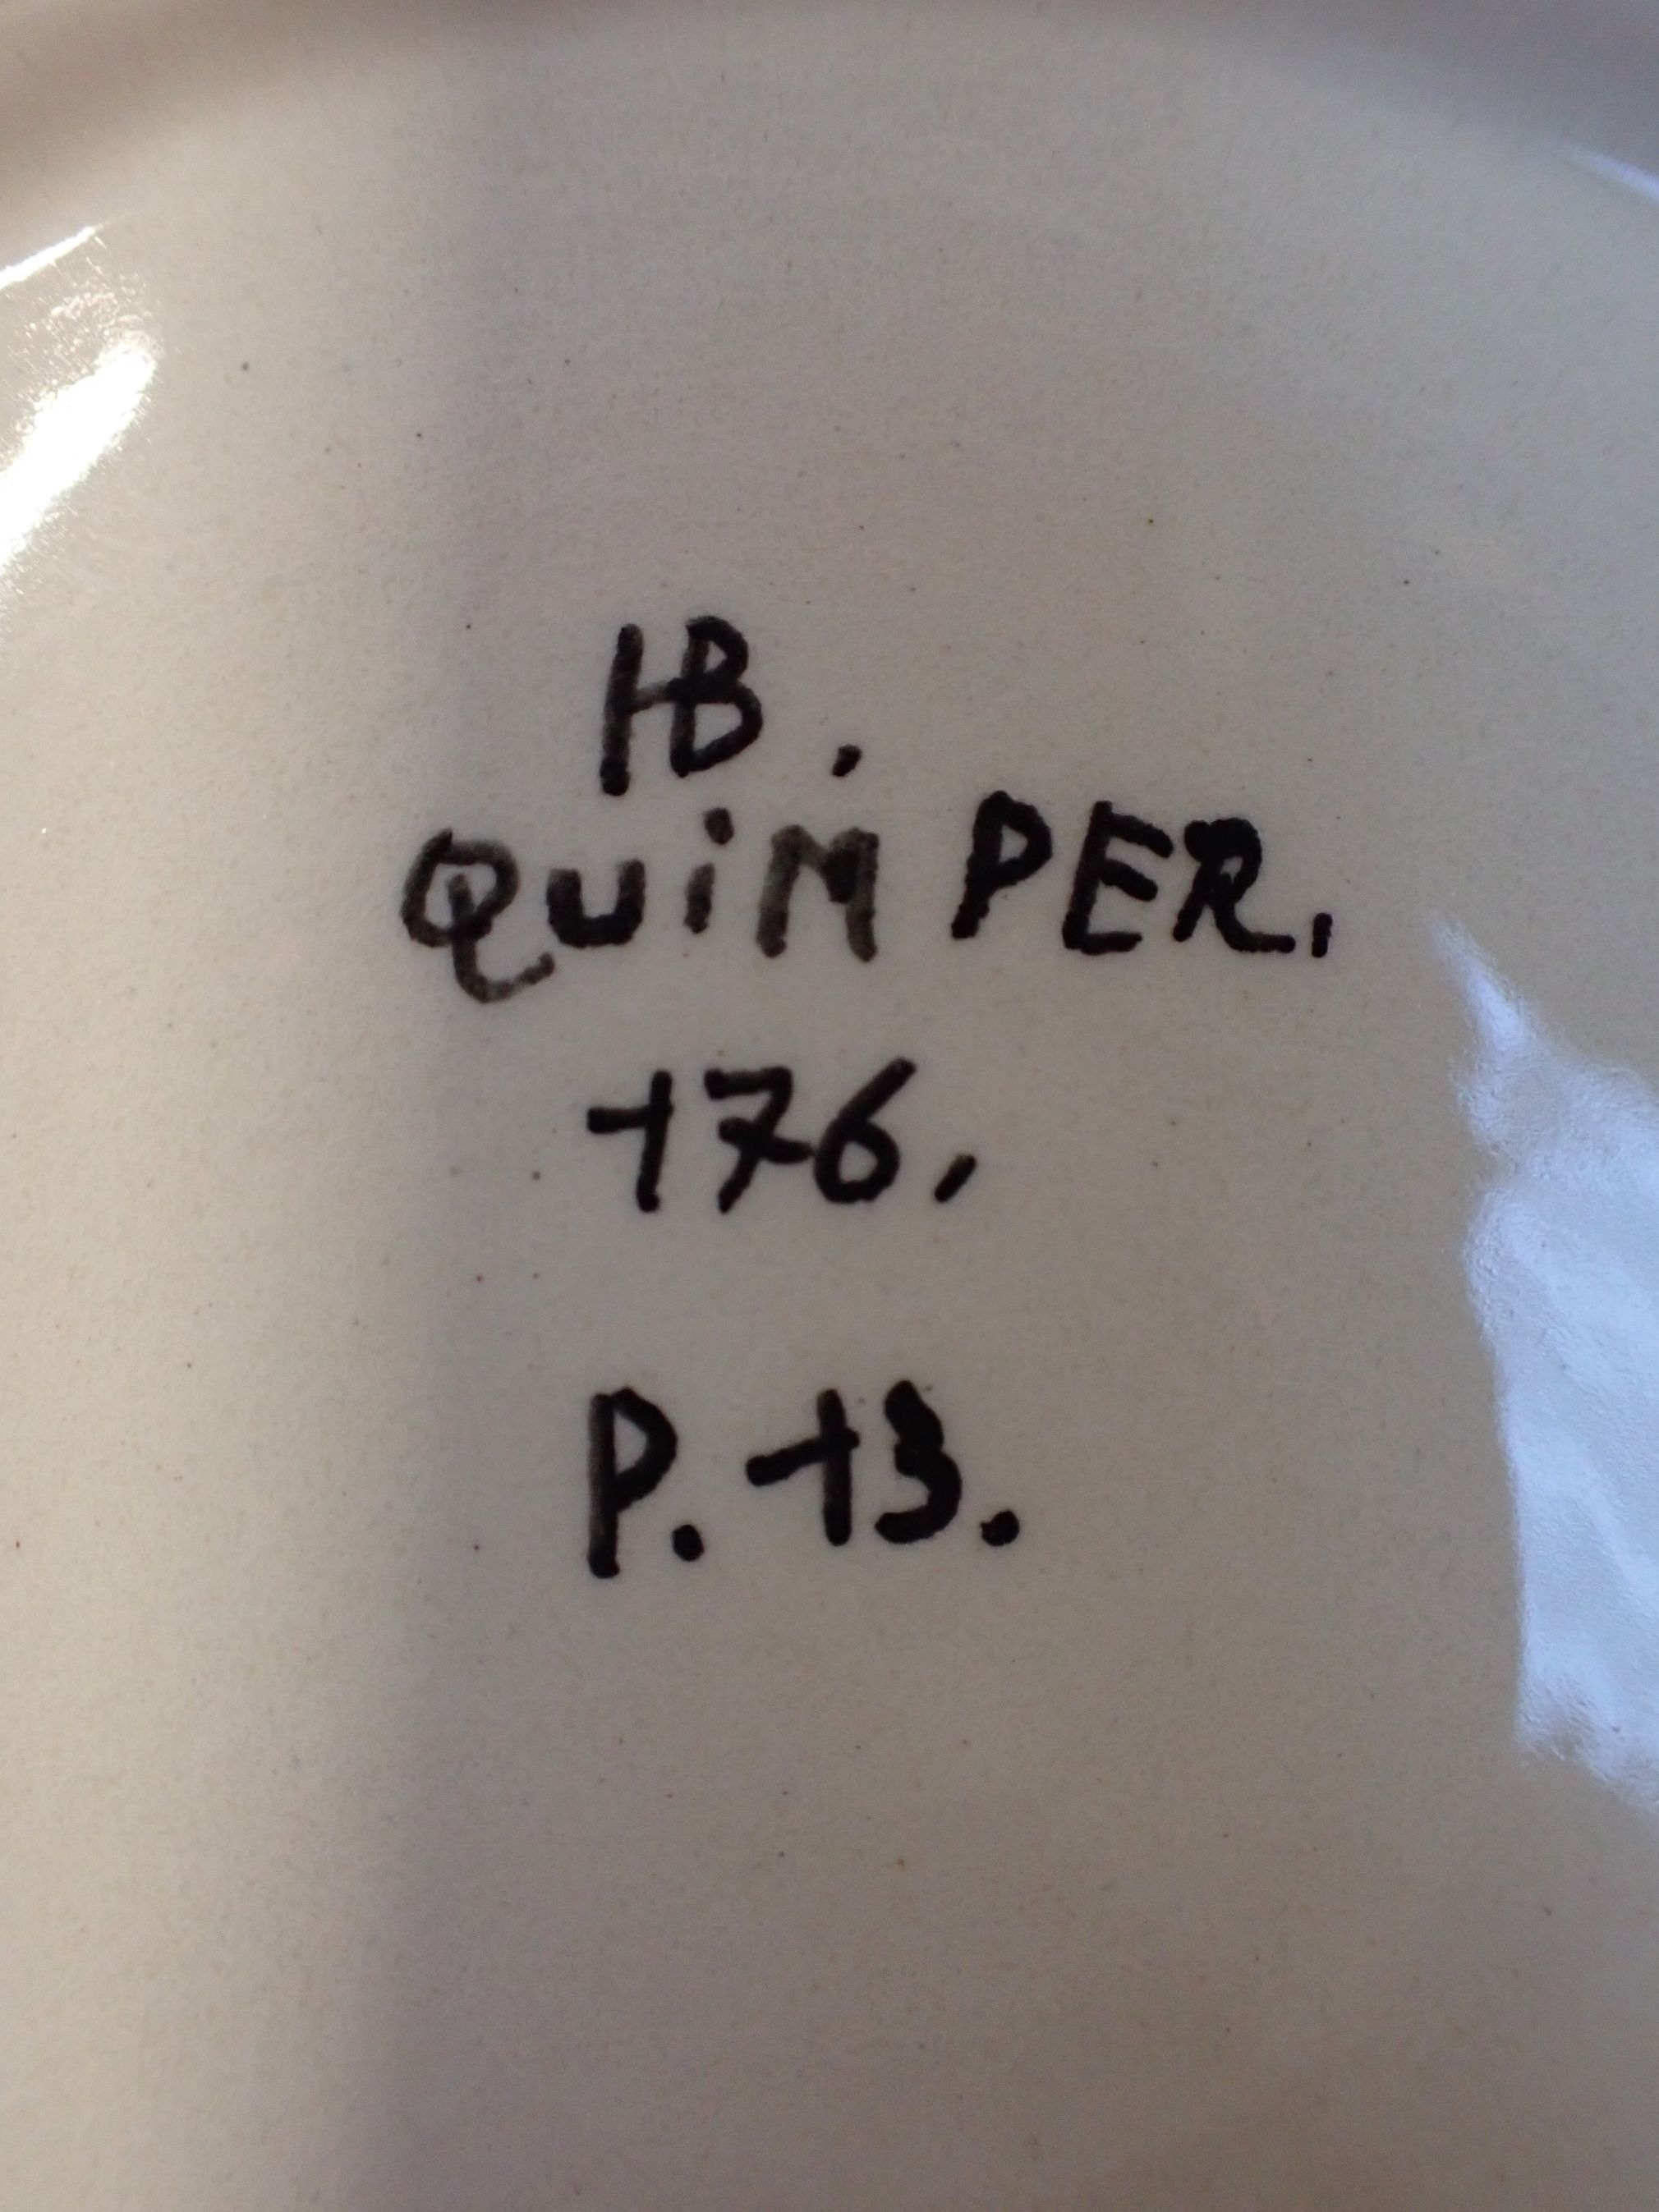 HB.
QUiMPER.
176.
P. 13.